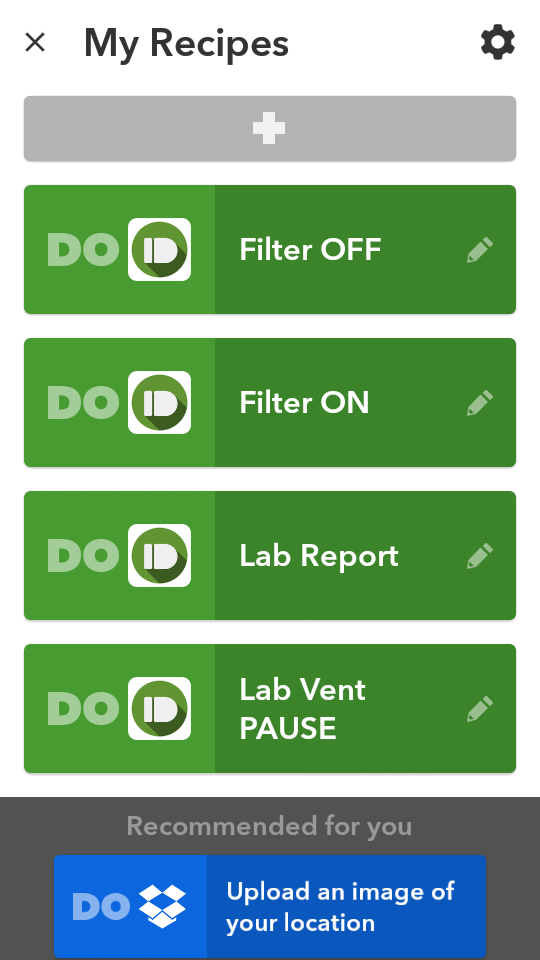 My Recipes
DO Filter OFF
DO Filter ON
DO Lab Report
DO Lab Vent
PAUSE
Recommended for you
DO Upload an image of
your location